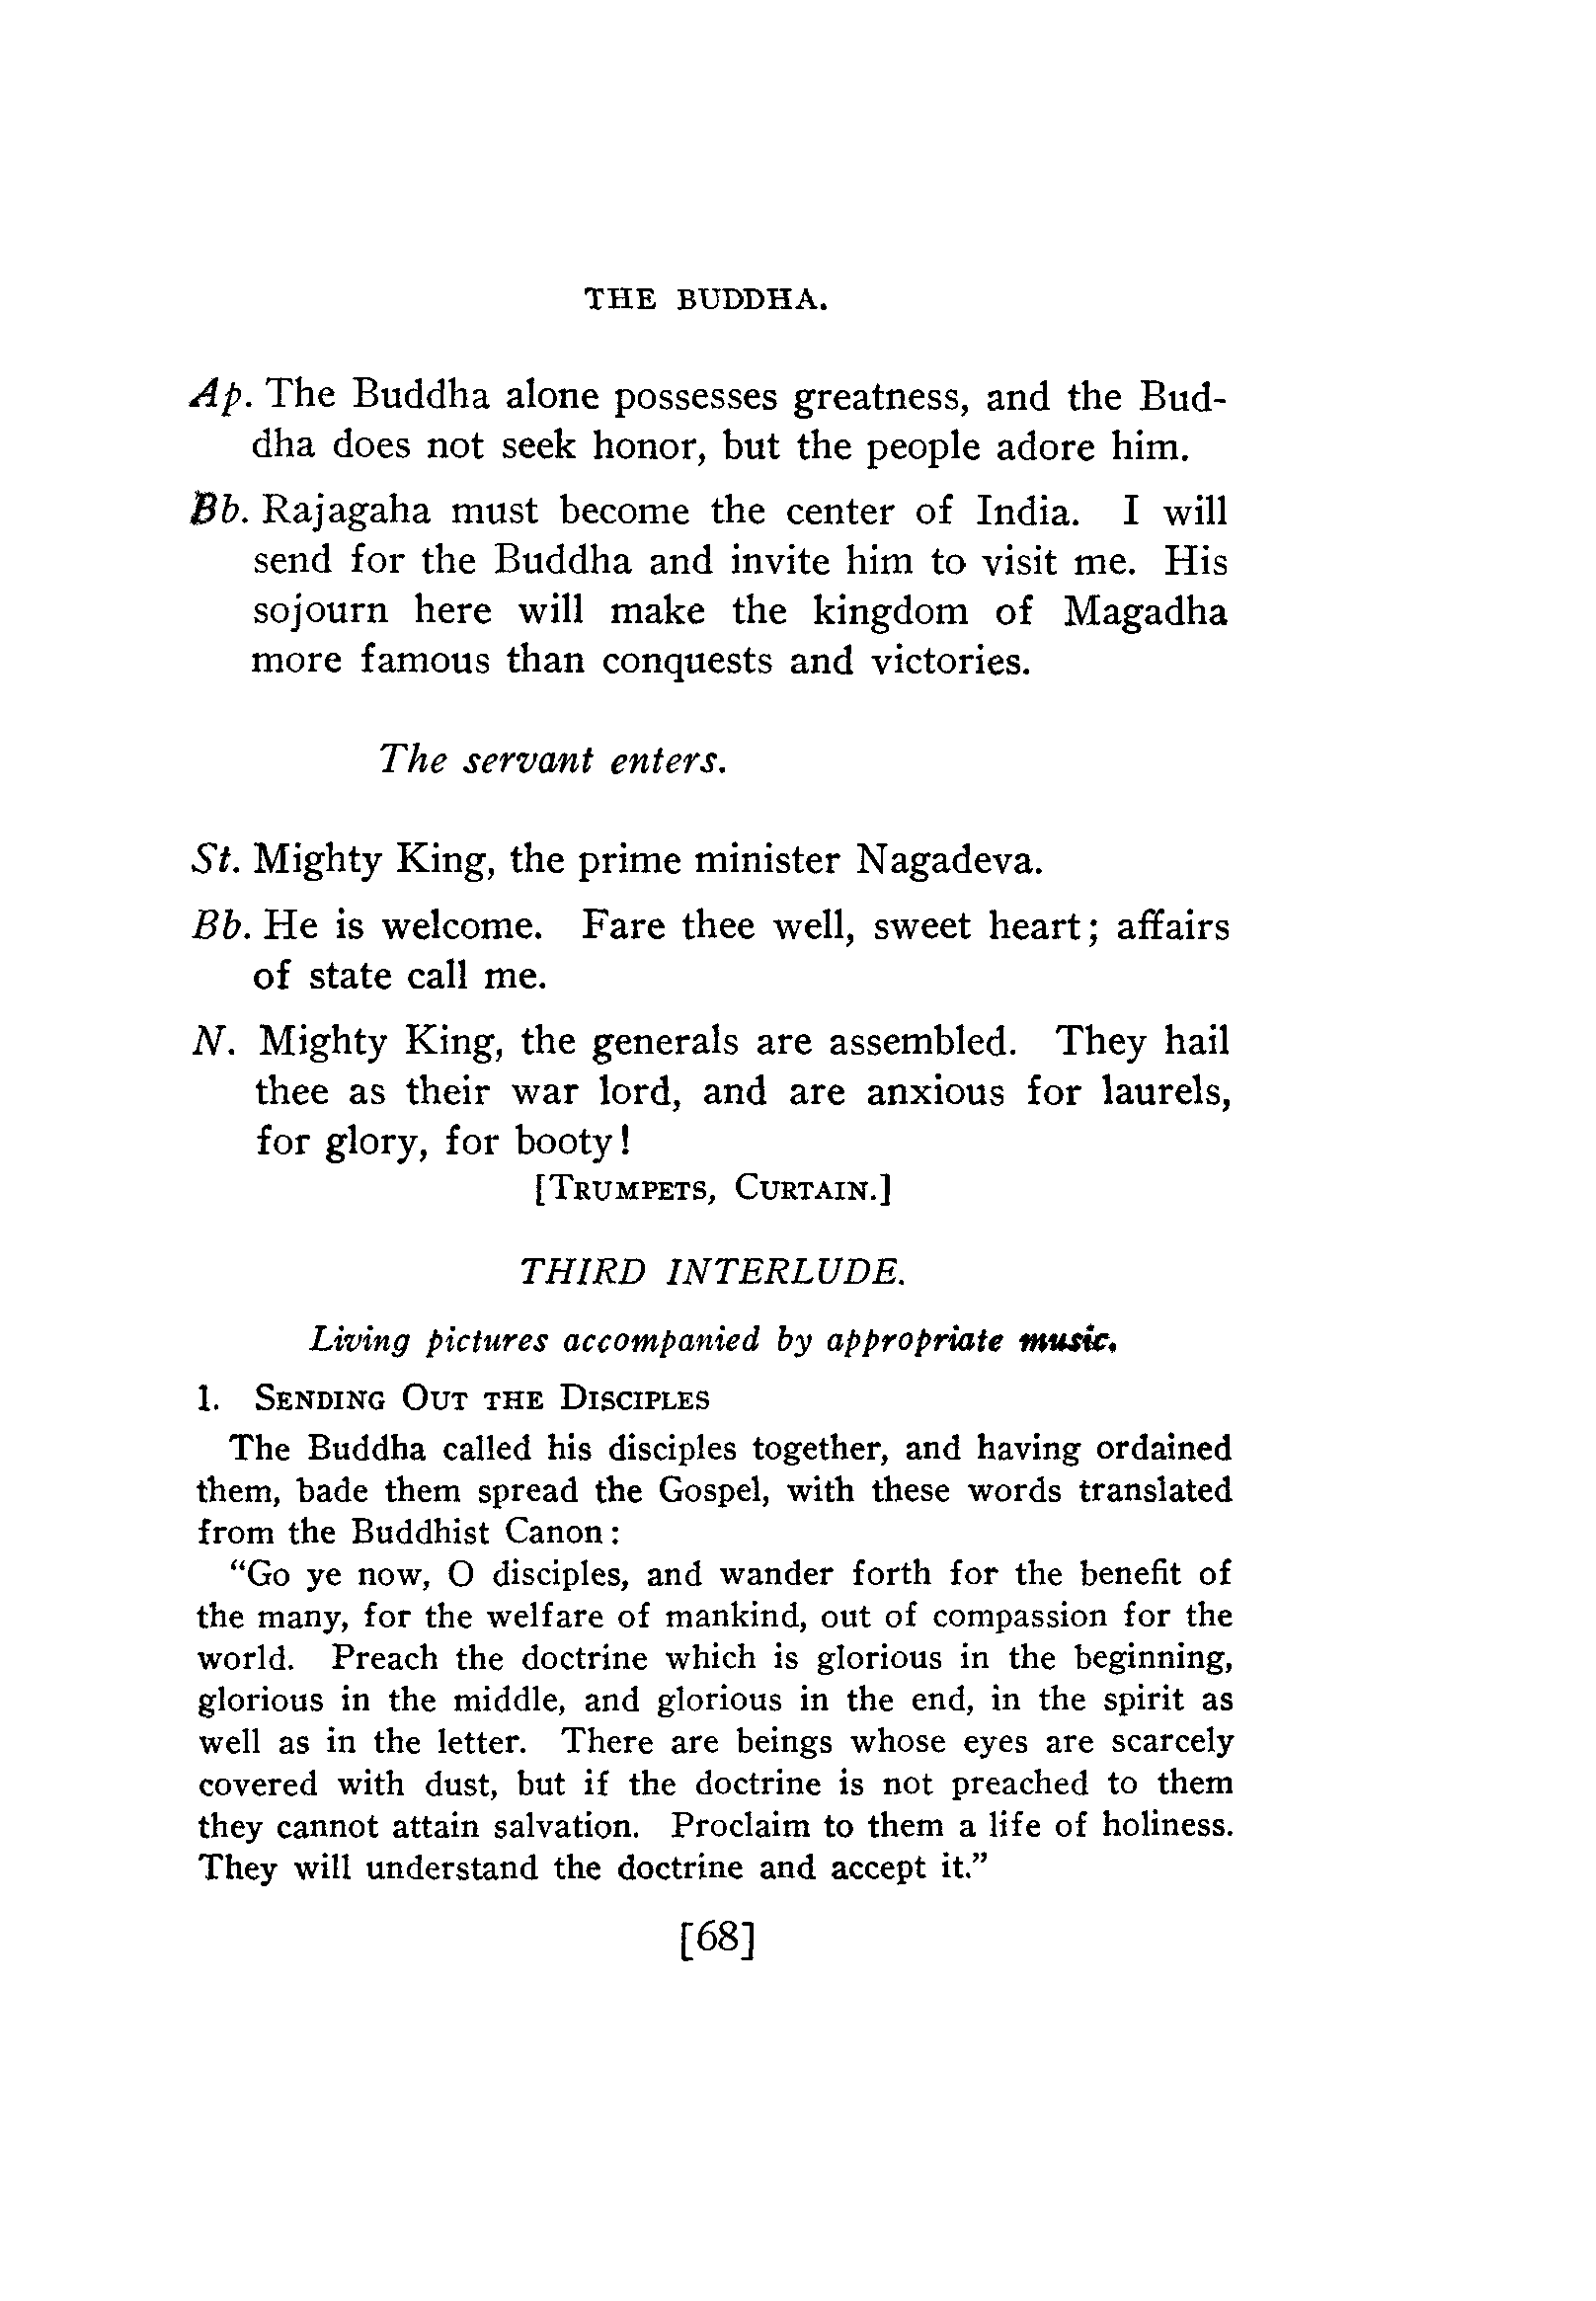 THE BUDDHA.
Ap. The Buddha alone possesses greatness, and the Bud-
dha does not seek honor, but the people adore him.
Bb. Rajagaha must become the center of India. I will
send for the Buddha and invite him to visit me. His
sojourn here will make the kingdom of Magadha
more famous than conquests and victories.
The servant enters.
St. Mighty King, the prime minister Nagadeva.
Bb. He is welcome. Fare thee well, sweet heart; affairs
of state call me.
N. Mighty King, the generals are assembled. They hail
thee as their war lord, and are anxious for laurels,
for glory, for booty!
[TRUMPETS, CURTAIN.]
THIRD INTERLUDE.
Living pictures accompanied by appropriate music.
1. SENDING OUT THE DISCIPLES
The Buddha called his disciples together, and having ordained
them, bade them spread the Gospel, with these words translated
from the Buddhist Canon:
"Go ye now, O disciples, and wander forth for the benefit of
the many, for the welfare of mankind, out of compassion for the
world. Preach the doctrine which is glorious in the beginning,
glorious in the middle, and glorious in the end, in the spirit as
well as in the letter. There are beings whose eyes are scarcely
covered with dust, but if the doctrine is not preached to them
they cannot attain salvation. Proclaim to them a life of holiness.
They will understand the doctrine and accept it."
[68]